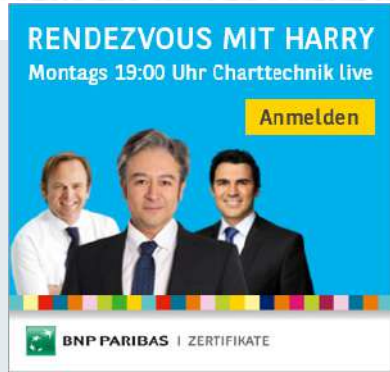 RENDEZVOUS MIT HARRY
Montags 19:00 Uhr Charttechnik live
Anmelden
BNP PARIBAS | ZERTIFIKATE